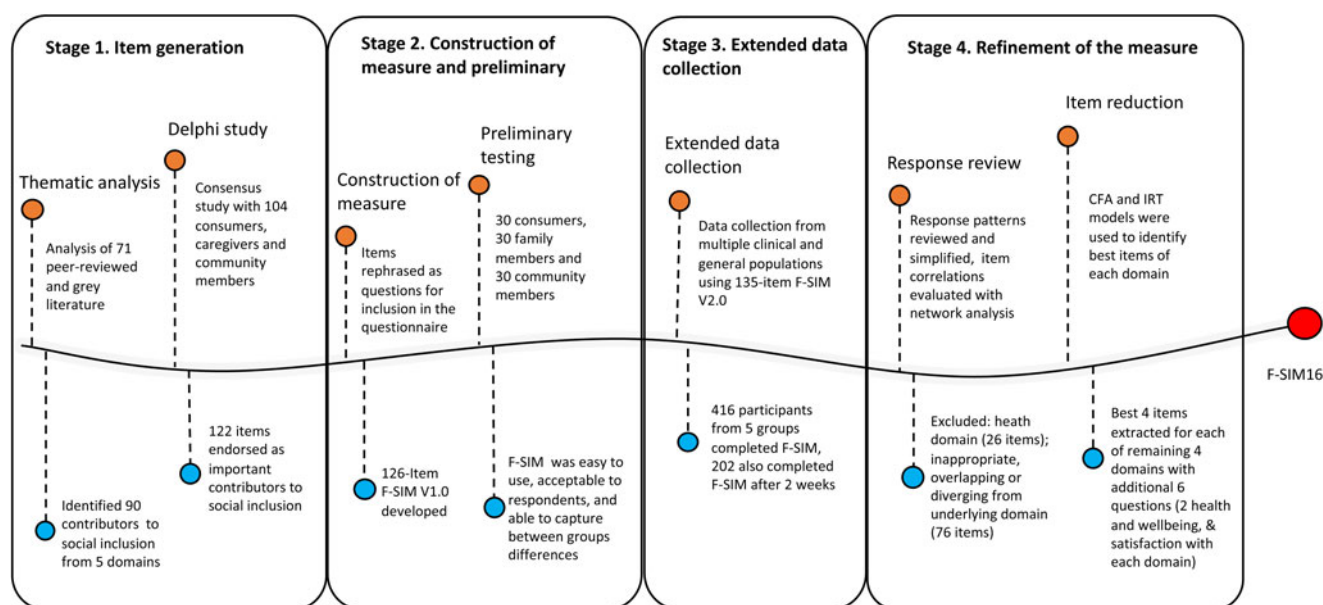 Stage 1. Item generation
Thematic analysis
Analysis of 71
peer-reviewed
and grey
literature
Identified 90
contributors to
social inclusion
from 5 domains
Delphi study
Consensus
study with 104
consumers,
caregivers and
community
members
122 items
endorsed as
important
contributors to
social inclusion
Stage 2. Construction of
measure and preliminary
Construction of
measure
Items
rephrased as
questions for
inclusion in the
questionnaire
126-Item
F-SIM V1.0
developed
Preliminary
testing
30 consumers,
30 family
members and
30 community
members
F-SIM was easy to
use, acceptable to
respondents, and
able to capture
between groups
differences
Stage 3. Extended data
collection
Extended data
collection
Data collection from
multiple clinical and
general populations
using 135-item F-SIM
V2.0
416 participants
from 5 groups
completed F-SIM,
202 also completed
F-SIM after 2 weeks
Stage 4. Refinement of the measure
Response review
Response patterns
reviewed and
simplified, item
correlations
evaluated with
network analysis
Excluded: heath
domain (26 items);
inappropriate,
overlapping or
diverging from
underlying domain
(76 items)
Item reduction
CFA and IRT
models were
used to identify
best items of
each domain
Best 4 items
extracted for each
of remaining 4
domains with
additional 6
questions (2 health
and wellbeing, &
satisfaction with
each domain)
F-SIM16